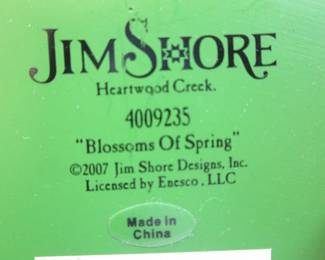 JIM SHORE
Heartwood Creek.
4009235
"Blossoms Of Spring"
©2007 Jim Shore Designs, Inc.
Licensed by Enesco, LLC
Made in
China